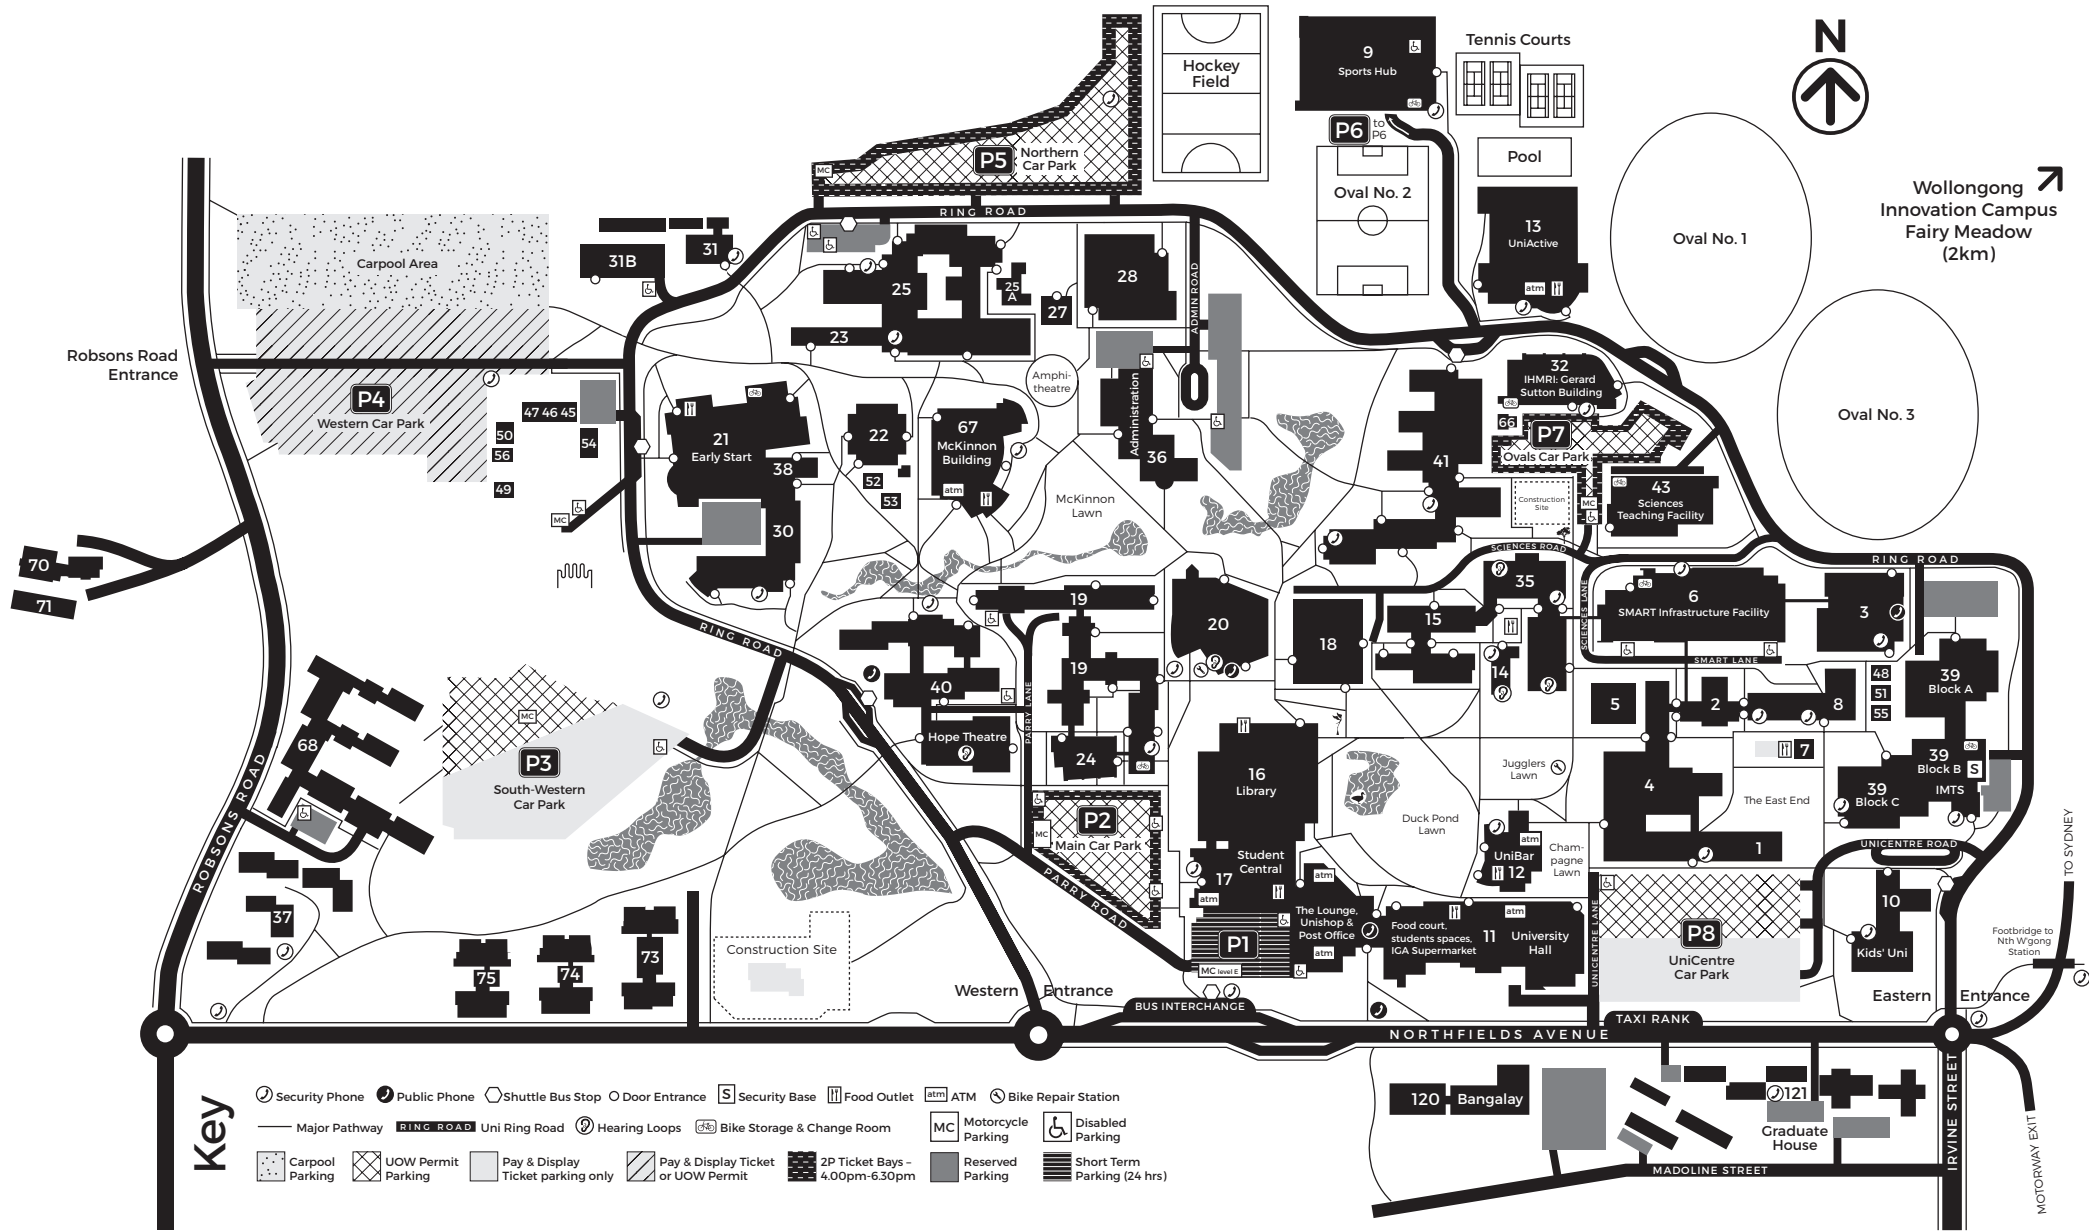 N
Hockey
Field
9
Sports Hub
Tennis Courts
P6
to
P6
Pool
Oval No. 2
13
UniActive
atm
Oval No. 1
Wollongong
Innovation Campus
Fairy Meadow
(2km)
Oval No. 3
P5
Northern
Car Park
MC
RING ROAD
Carpool Area
31B
31
25
25
A
27
28
23
ADMIN ROAD
Robsons Road
Entrance
P4
Western Car Park
47 46 45
50
56
54
49
MC
21
Early Start
38
30
22
52
53
67
McKinnon
Building
atm
Amphi-
theatre
McKinnon
Lawn
Administration
36
41
32
IHMRI: Gerard
Sutton Building
66
P7
Ovals Car Park
Construction
Site
MC
43
Sciences
Teaching Facility
SCIENCES ROAD
RING ROAD
70
71
RING ROAD
19
20
18
15
35
14
SCIENCES LANE
6
SMART Infrastructure Facility
SMART LANE
3
48
51
55
39
Block A
39
Block B
S
IMTS
39
Block C
5
2
8
7
4
The East End
1
UNICENTRE ROAD
40
Hope Theatre
PARRY LANE
19
24
16
Library
Student
Central
17
atm
atm
The Lounge,
Unishop &
Post Office
atm
Jugglers
Lawn
Duck Pond
Lawn
atm
UniBar
12
Cham-
pagne
Lawn
Food court,
students spaces,
IGA Supermarket
atm
11
University
Hall
UNICENTRE LANE
P8
UniCentre
Car Park
10
Kids' Uni
Footbridge to
Nth W'gong
Station
TO SYDNEY
68
MC
P3
South-Western
Car Park
ROBSONS ROAD
37
75
74
73
Construction Site
P2
MC
Main Car Park
PARRY ROAD
P1
MC level E
Western Entrance
BUS INTERCHANGE
NORTHFIELDS AVENUE
TAXI RANK
Eastern Entrance
IRVINE STREET
MOTORWAY EXIT
120 Bangalay
121
Graduate
House
MADOLINE STREET
Key
Security Phone
Public Phone
Shuttle Bus Stop
Door Entrance
S Security Base
Food Outlet
atm ATM
Bike Repair Station
Major Pathway
RING ROAD Uni Ring Road
Hearing Loops
Bike Storage & Change Room
MC Motorcycle
Parking
Disabled
Parking
Carpool
Parking
UOW Permit
Parking
Pay & Display
Ticket parking only
Pay & Display Ticket
or UOW Permit
2P Ticket Bays –
4.00pm-6.30pm
Reserved
Parking
Short Term
Parking (24 hrs)